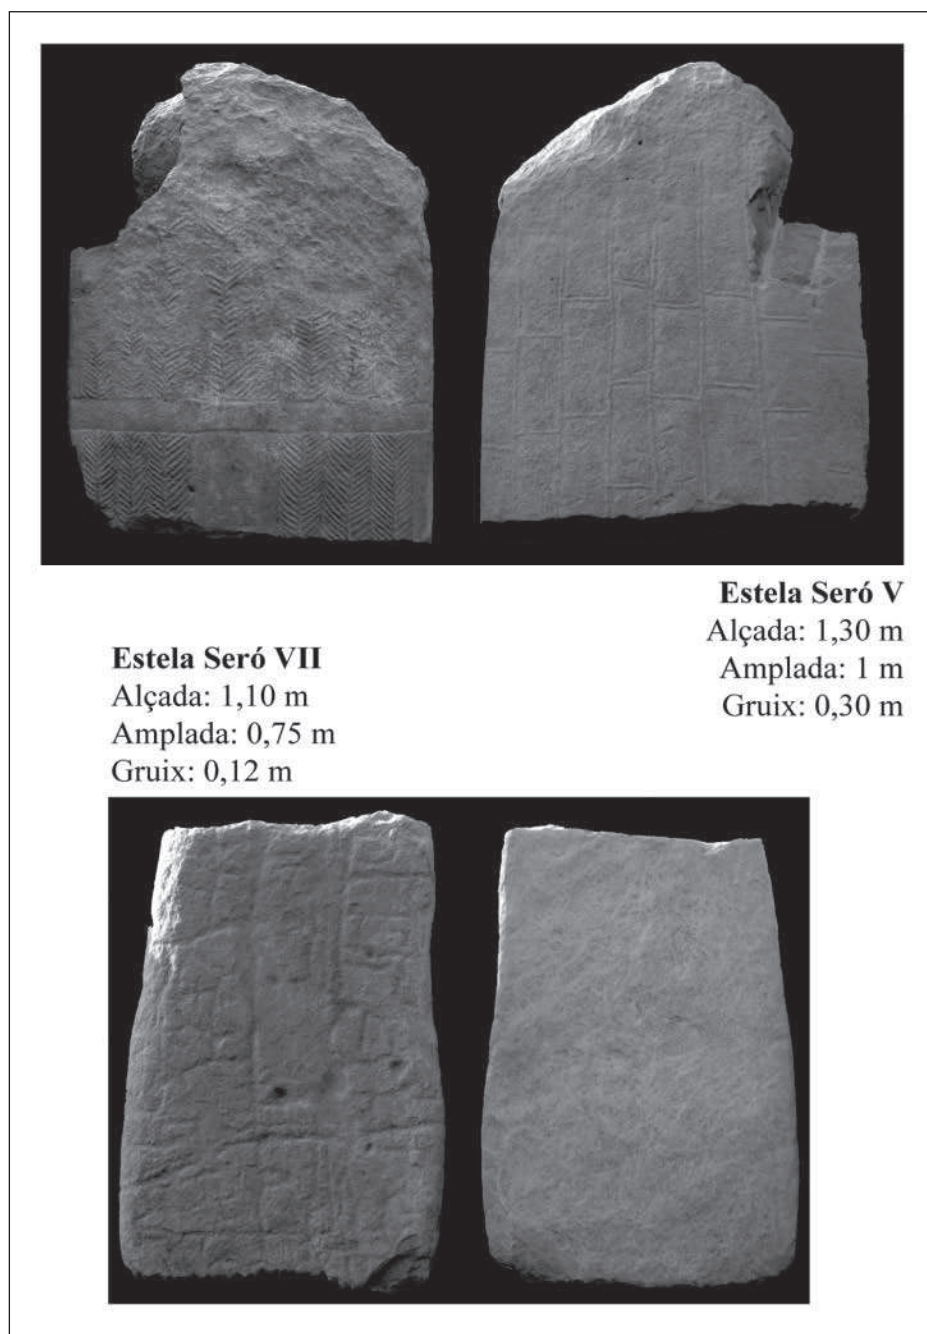 Estela Seró V
Alçada: 1,30 m
Amplada: 1 m
Gruix: 0,30 m
Estela Seró VII
Alçada: 1,10 m
Amplada: 0,75 m
Gruix: 0,12 m